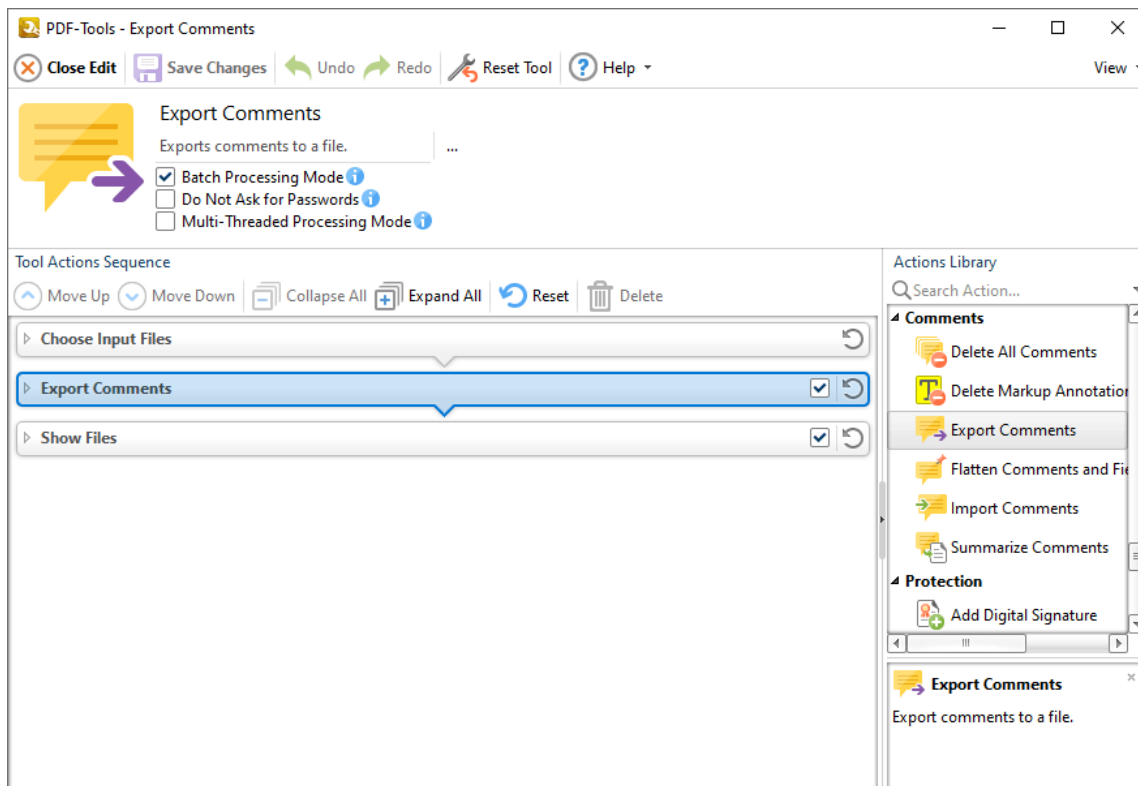 PDF-Tools - Export Comments
Close Edit Save Changes Undo Redo Reset Tool ? Help View
Export Comments
Exports comments to a file. ...
Batch Processing Mode i
Do Not Ask for Passwords i
Multi-Threaded Processing Mode i
Tool Actions Sequence
Move Up Move Down Collapse All Expand All Reset Delete
Choose Input Files
Export Comments
Show Files
Actions Library
Search Action...
Comments
Delete All Comments
T Delete Markup Annotation
Export Comments
Flatten Comments and Fie
Import Comments
Summarize Comments
Protection
Add Digital Signature
Export Comments
Export comments to a file.